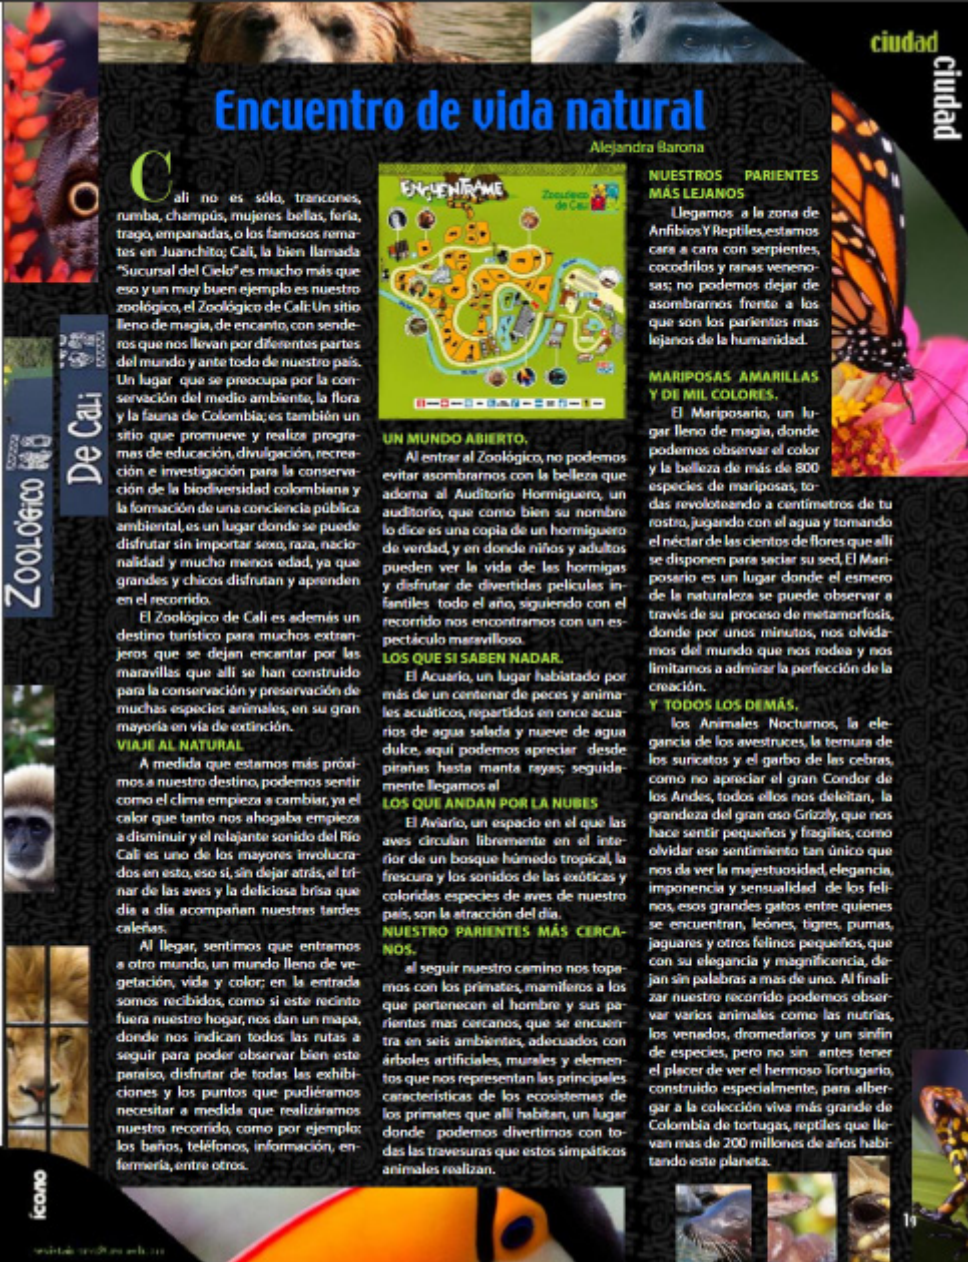 ciudad
ciudad
Encuentro de vida natural
Alejandra Barona
Cali no es sólo, trancones,
rumba, champús, mujeres bellas, feria,
trago, empanadas, o los famosos rema-
tes en Juanchito; Cali, la bien llamada
"Sucursal del Cielo" es mucho más que
eso y un muy buen ejemplo es nuestro
zoológico, el Zoológico de Cali: Un sitio
lleno de magia, de encanto, con sende-
ros que nos llevan por diferentes partes
del mundo y ante todo de nuestro país.
Un lugar que se preocupa por la con-
servación del medio ambiente, la flora
y la fauna de Colombia; es también un
sitio que promueve y realiza progra-
mas de educación, divulgación, recrea-
ción e investigación para la conserva-
ción de la biodiversidad colombiana y
la formación de una conciencia pública
ambiental, es un lugar donde se puede
disfrutar sin importar sexo, raza, nacio-
nalidad y mucho menos edad, ya que
grandes y chicos disfrutan y aprenden
en el recorrido.
El Zoológico de Cali es además un
destino turístico para muchos extran-
jeros que se dejan encantar por las
maravillas que allí se han construido
para la conservación y preservación de
muchas especies animales, en su gran
mayoría en vía de extinción.
VIAJE AL NATURAL
A medida que estamos más próxi-
mos a nuestro destino, podemos sentir
como el clima empieza a cambiar, ya el
calor que tanto nos ahogaba empieza
a disminuir y el relajante sonido del Río
Cali es uno de los mayores involucra-
dos en esto, eso sí, sin dejar atrás, el tri-
nar de las aves y la deliciosa brisa que
día a día acompañan nuestras tardes
caleñas.
Al llegar, sentimos que entramos
a otro mundo, un mundo lleno de ve-
getación, vida y color; en la entrada
somos recibidos, como si este recinto
fuera nuestro hogar, nos dan un mapa,
donde nos indican todos las rutas a
seguir para poder observar bien este
paraíso, disfrutar de todas las exhibi-
ciones y los puntos que pudiéramos
necesitar a medida que realizáramos
nuestro recorrido, como por ejemplo:
los baños, teléfonos, información, en-
fermería, entre otros.
ENCUENTRAME
Zoológico
de Cali
UN MUNDO ABIERTO.
Al entrar al Zoológico, no podemos
evitar asombrarnos con la belleza que
adorna al Auditorio Hormiguero, un
auditorio, que como bien su nombre
lo dice es una copia de un hormiguero
de verdad, y en donde niños y adultos
pueden ver la vida de las hormigas
y disfrutar de divertidas películas in-
fantiles todo el año, siguiendo con el
recorrido nos encontramos con un es-
pectáculo maravilloso.
LOS QUE SI SABEN NADAR.
El Acuario, un lugar habiatado por
más de un centenar de peces y anima-
les acuáticos, repartidos en once acua-
rios de agua salada y nueve de agua
dulce, aquí podemos apreciar desde
pirañas hasta manta rayas; seguida-
mente llegamos al
LOS QUE ANDAN POR LA NUBES
El Aviario, un espacio en el que las
aves circulan libremente en el inte-
rior de un bosque húmedo tropical, la
frescura y los sonidos de las exóticas y
coloridas especies de aves de nuestro
país, son la atracción del día.
NUESTRO PARIENTES MÁS CERCA-
NOS.
al seguir nuestro camino nos topa-
mos con los primates, mamíferos a los
que pertenecen el hombre y sus pa-
rientes mas cercanos, que se encuen-
tra en seis ambientes, adecuados con
árboles artificiales, murales y elemen-
tos que nos representan las principales
características de los ecosistemas de
los primates que allí habitan, un lugar
donde podemos divertirnos con to-
das las travesuras que estos simpáticos
animales realizan.
NUESTROS PARIENTES
MÁS LEJANOS
Llegamos a la zona de
Anfibios Y Reptiles,estamos
cara a cara con serpientes,
cocodrilos y ranas veneno-
sas; no podemos dejar de
asombrarnos frente a los
que son los parientes mas
lejanos de la humanidad.
MARIPOSAS AMARILLAS
Y DE MIL COLORES.
El Mariposario, un lu-
gar lleno de magia, donde
podemos observar el color
y la belleza de más de 800
especies de mariposas, to-
das revoloteando a centímetros de tu
rostro, jugando con el agua y tomando
el néctar de las cientos de flores que allí
se disponen para saciar su sed, El Mari-
posario es un lugar donde el esmero
de la naturaleza se puede observar a
través de su proceso de metamorfosis,
donde por unos minutos, nos olvida-
mos del mundo que nos rodea y nos
limitamos a admirar la perfección de la
creación.
Y TODOS LOS DEMÁS.
los Animales Nocturnos, la ele-
gancia de los avestruces, la ternura de
los suricatos y el garbo de las cebras,
como no apreciar el gran Condor de
los Andes, todos ellos nos deleitan, la
grandeza del gran oso Grizzly, que nos
hace sentir pequeños y fragilies, como
olvidar ese sentimiento tan único que
nos da ver la majestuosidad, elegancia,
imponencia y sensualidad de los feli-
nos, esos grandes gatos entre quienes
se encuentran, leónes, tigres, pumas,
jaguares y otros felinos pequeños, que
con su elegancia y magnificencia, de-
jan sin palabras a mas de uno. Al finali-
zar nuestro recorrido podemos obser-
var varios animales como las nutrias,
los venados, dromedarios y un sinfin
de especies, pero no sin antes tener
el placer de ver el hermoso Tortugario,
construido especialmente, para alber-
gar a la colección viva más grande de
Colombia de tortugas, reptiles que lle-
van mas de 200 millones de años habi-
tando este planeta.
Zoológico
De Cali
ícono